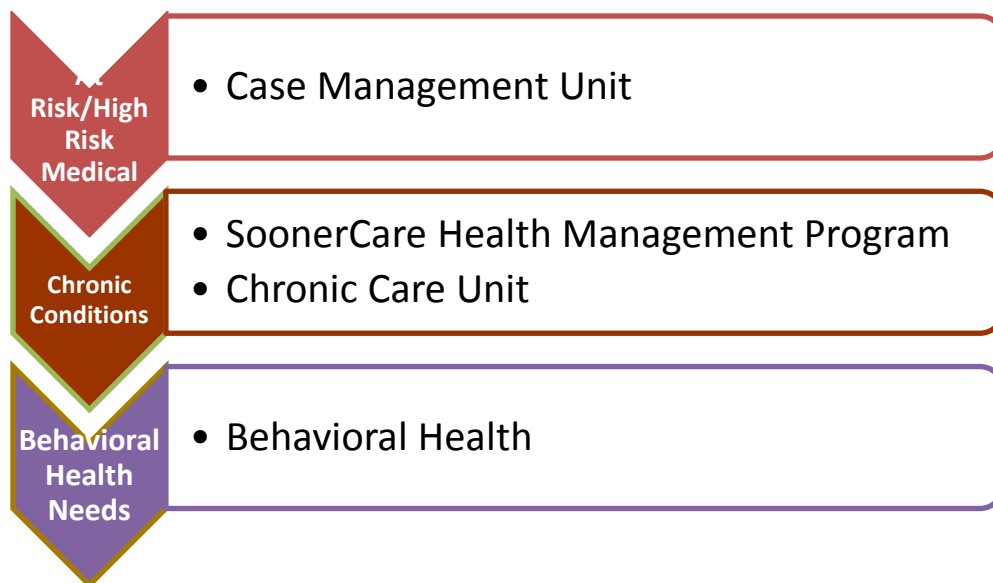 At
Risk/High
Risk
Medical
• Case Management Unit
Chronic
Conditions
• SoonerCare Health Management Program
• Chronic Care Unit
Behavioral
Health
Needs
• Behavioral Health